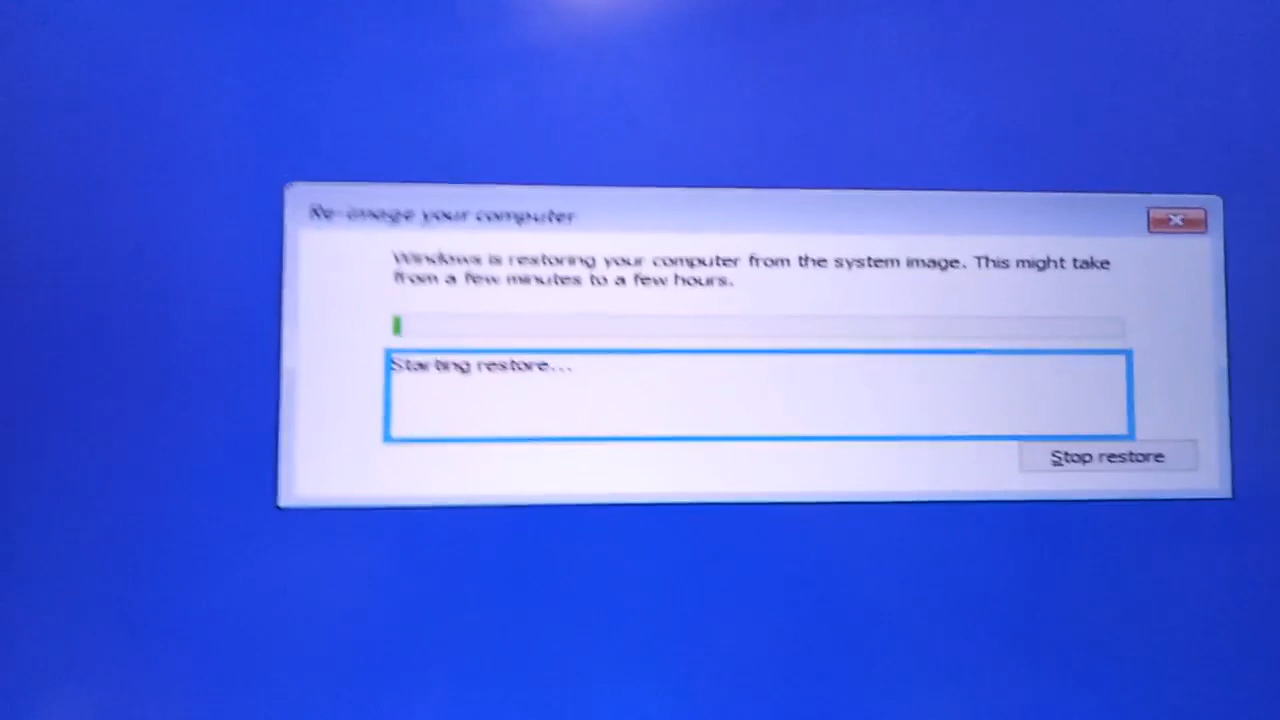 Re-image your computer
Windows is restoring your computer from the system image. This might take
from a few minutes to a few hours.
Starting restore...
Stop restore